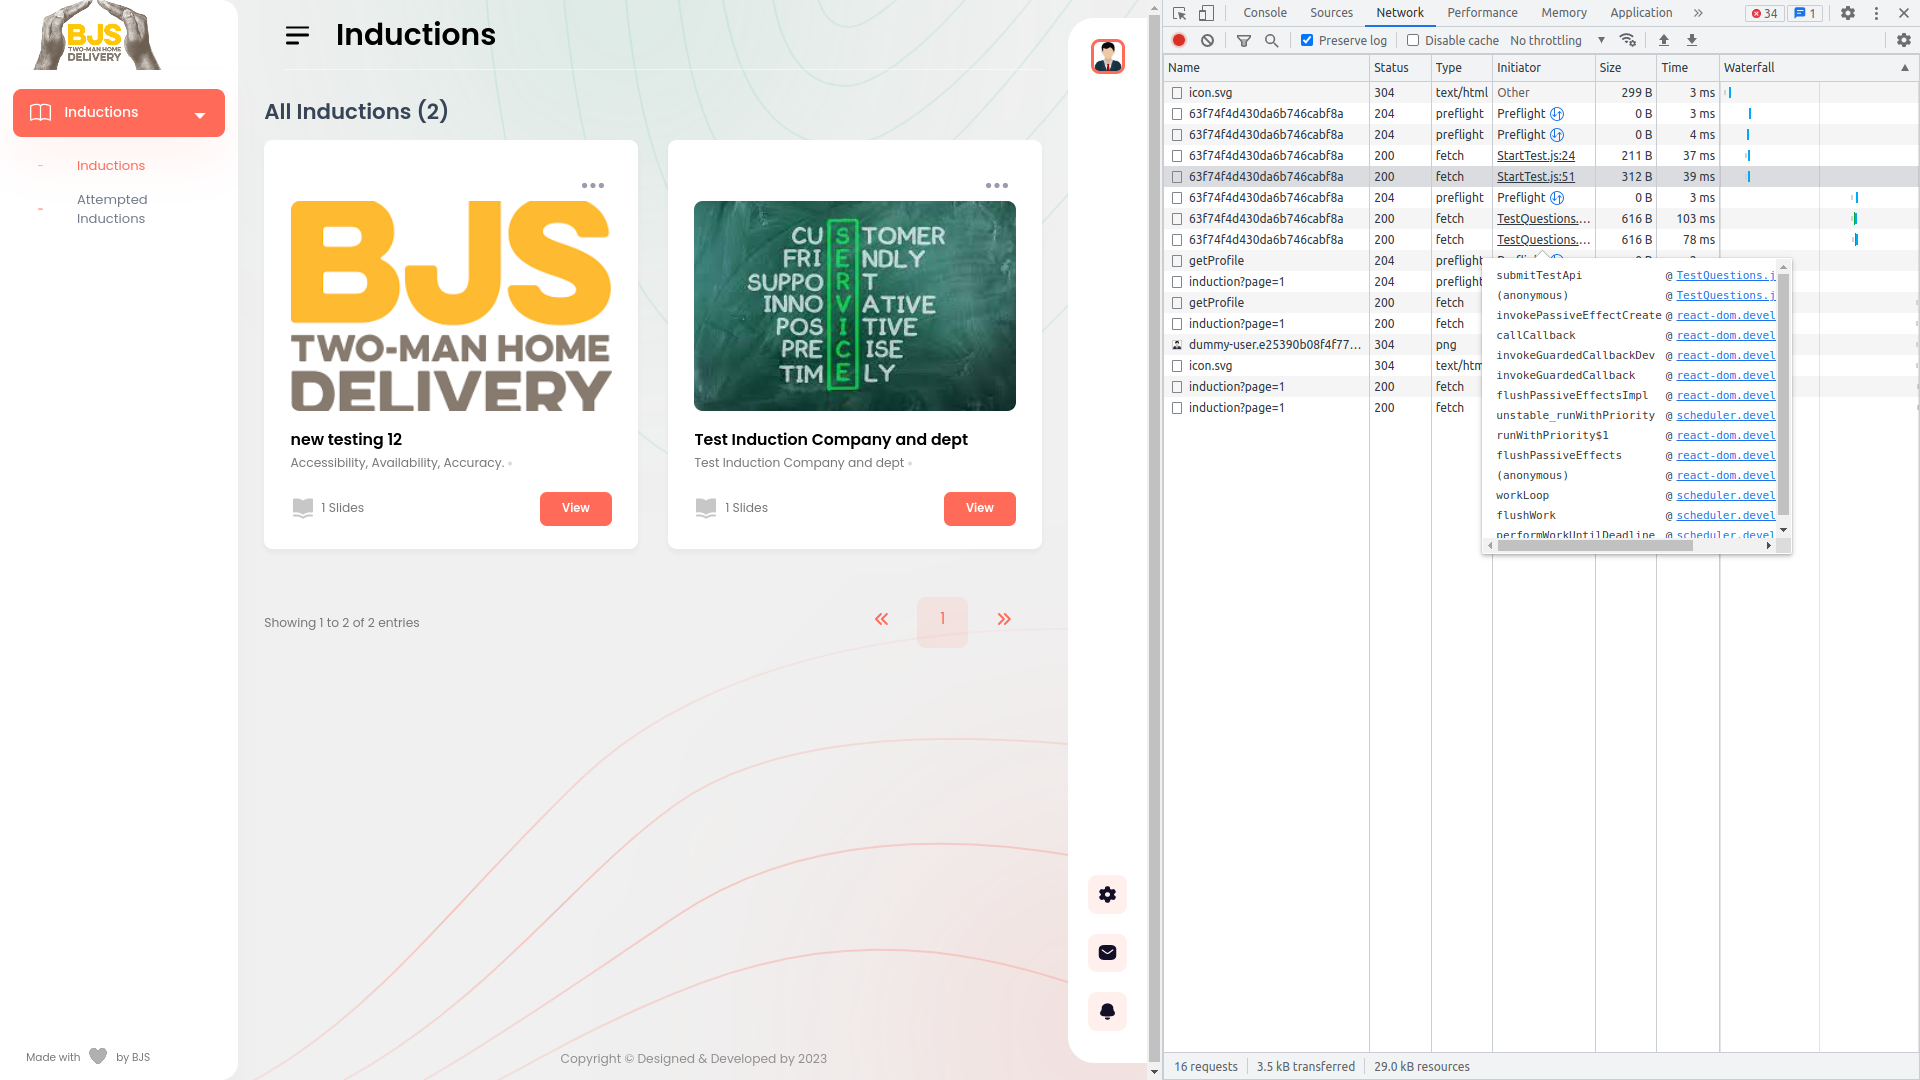 BJS
TWO-MAN HOME
DELIVERY
Inductions
Inductions
Attempted
Inductions
Made with by BJS
Inductions
All Inductions (2)
BJS
TWO-MAN HOME
DELIVERY
new testing 12
Accessibility, Availability, Accuracy.
1 Slides
View
CUSTOMER
FRIENDLY
SUPPORT
INNOVATIVE
POSITIVE
PRECISE
TIMELY
Test Induction Company and dept
Test Induction Company and dept
1 Slides
View
Showing 1 to 2 of 2 entries
« 1 »
Copyright © Designed & Developed by 2023
Console Sources Network Performance Memory Application » 34 1
Preserve log Disable cache No throttling
Name Status Type Initiator Size Time Waterfall
icon.svg 304 text/html Other 299 B 3 ms
63f74f4d430da6b746cabf8a 204 preflight Preflight 0 B 3 ms
63f74f4d430da6b746cabf8a 204 preflight Preflight 0 B 4 ms
63f74f4d430da6b746cabf8a 200 fetch StartTest.js:24 211 B 37 ms
63f74f4d430da6b746cabf8a 200 fetch StartTest.js:51 312 B 39 ms
63f74f4d430da6b746cabf8a 204 preflight Preflight 0 B 3 ms
63f74f4d430da6b746cabf8a 200 fetch TestQuestions.... 616 B 103 ms
63f74f4d430da6b746cabf8a 200 fetch TestQuestions.... 616 B 78 ms
getProfile 204 preflight
induction?page=1 204 preflight
getProfile 200 fetch
induction?page=1 200 fetch
dummy-user.e25390b08f4f77... 304 png
icon.svg 304 text/htm
induction?page=1 200 fetch
induction?page=1 200 fetch
submitTestApi @ TestQuestions.j
(anonymous) @ TestQuestions.j
invokePassiveEffectCreate @ react-dom.devel
callCallback @ react-dom.devel
invokeGuardedCallbackDev @ react-dom.devel
invokeGuardedCallback @ react-dom.devel
flushPassiveEffectsImpl @ react-dom.devel
unstable_runWithPriority @ scheduler.devel
runWithPriority$1 @ react-dom.devel
flushPassiveEffects @ react-dom.devel
(anonymous) @ react-dom.devel
workLoop @ scheduler.devel
flushWork @ scheduler.devel
performWorkUntilDeadline @ scheduler.devel
16 requests 3.5 kB transferred 29.0 kB resources